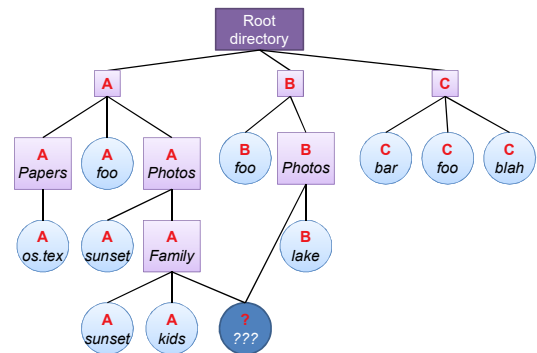 Root
directory
A
B
C
A
Papers
A
foo
A
Photos
B
foo
B
Photos
C
bar
C
foo
C
blah
A
os.tex
A
sunset
A
Family
B
lake
A
sunset
A
kids
?
???